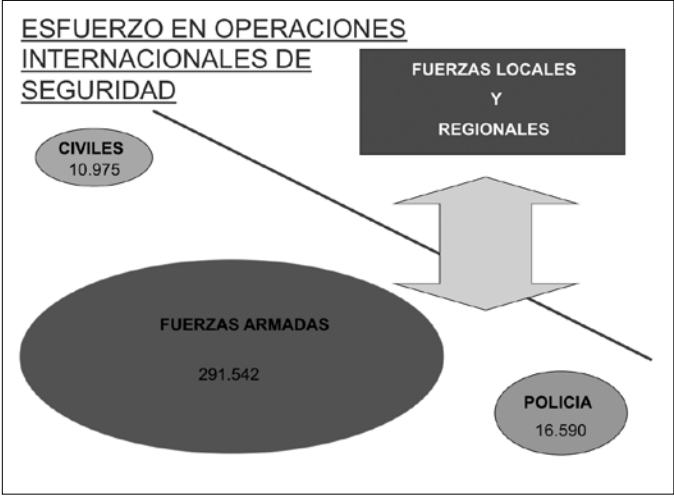 ESFUERZO EN OPERACIONES
INTERNACIONALES DE
SEGURIDAD
FUERZAS LOCALES
Y
REGIONALES
CIVILES
10.975
FUERZAS ARMADAS
291.542
POLICIA
16.590